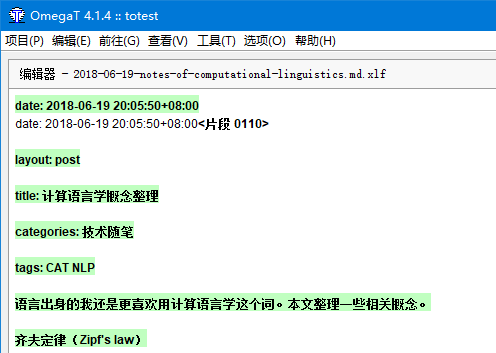 OmegaT 4.1.4 :: totest
项目(P) 编辑(E) 前往(G) 查看(V) 工具(T) 选项(O) 帮助(H)
编辑器 - 2018-06-19-notes-of-computational-linguistics.md.xlf
date: 2018-06-19 20:05:50+08:00
date: 2018-06-19 20:05:50+08:00<片段 0110>
layout: post
title: 计算语言学概念整理
categories: 技术随笔
tags: CAT NLP
语言出身的我还是更喜欢用计算语言学这个词。本文整理一些相关概念。
齐夫定律（Zipf's law）